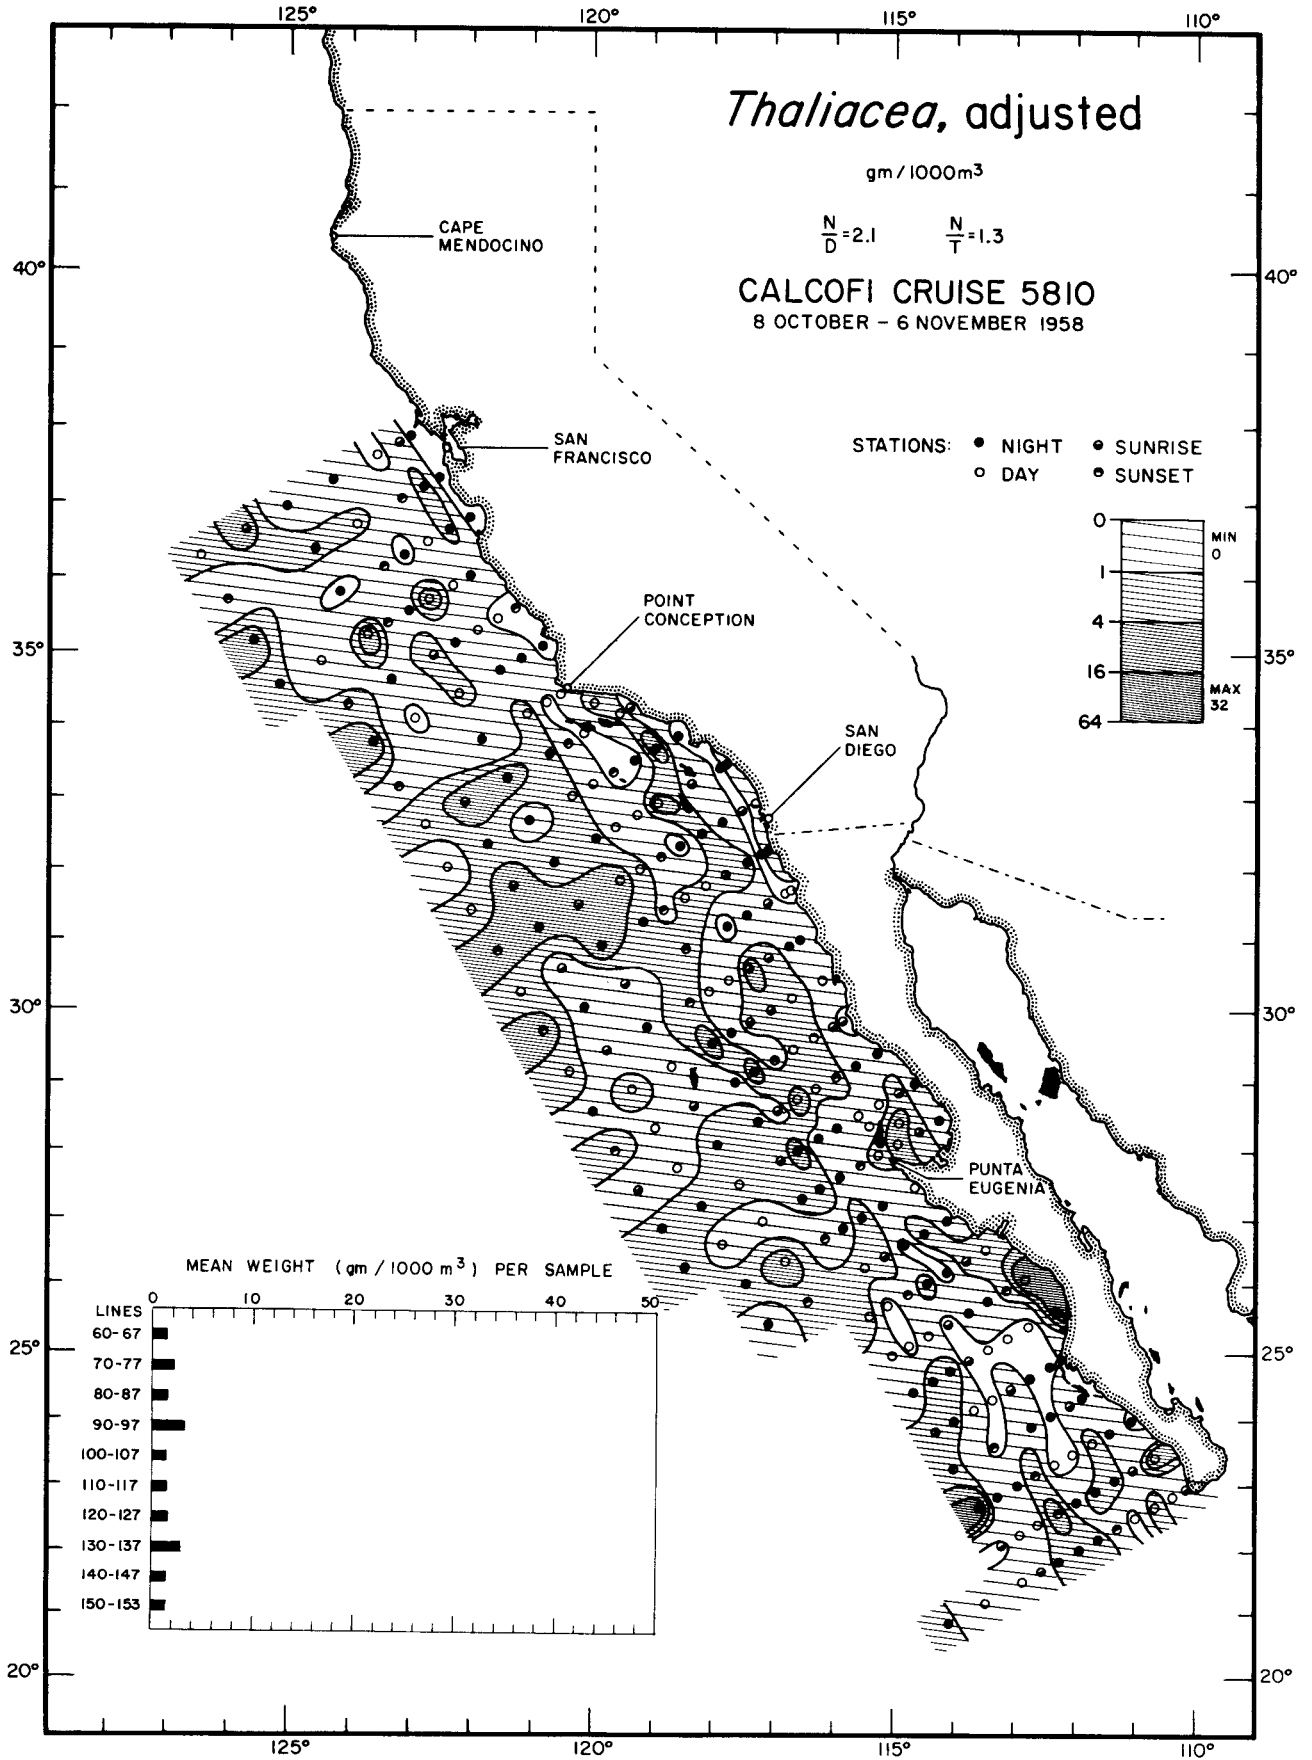 125° 120° 115° 110°
Thaliacea, adjusted
gm/1000m³
N/D=2.1 N/T=1.3
CALCOFI CRUISE 5810
8 OCTOBER – 6 NOVEMBER 1958
CAPE
MENDOCINO
40° 40°
SAN
FRANCISCO
STATIONS: NIGHT SUNRISE
DAY SUNSET
0
MIN
0
1
4
16
MAX
32
64
POINT
CONCEPTION
35° 35°
SAN
DIEGO
30° 30°
PUNTA
EUGENIA
MEAN WEIGHT (gm/1000 m³) PER SAMPLE
LINES 0 10 20 30 40 50
60-67
70-77
25° 25°
80-87
90-97
100-107
110-117
120-127
130-137
140-147
150-153
20° 20°
125° 120° 115° 110°